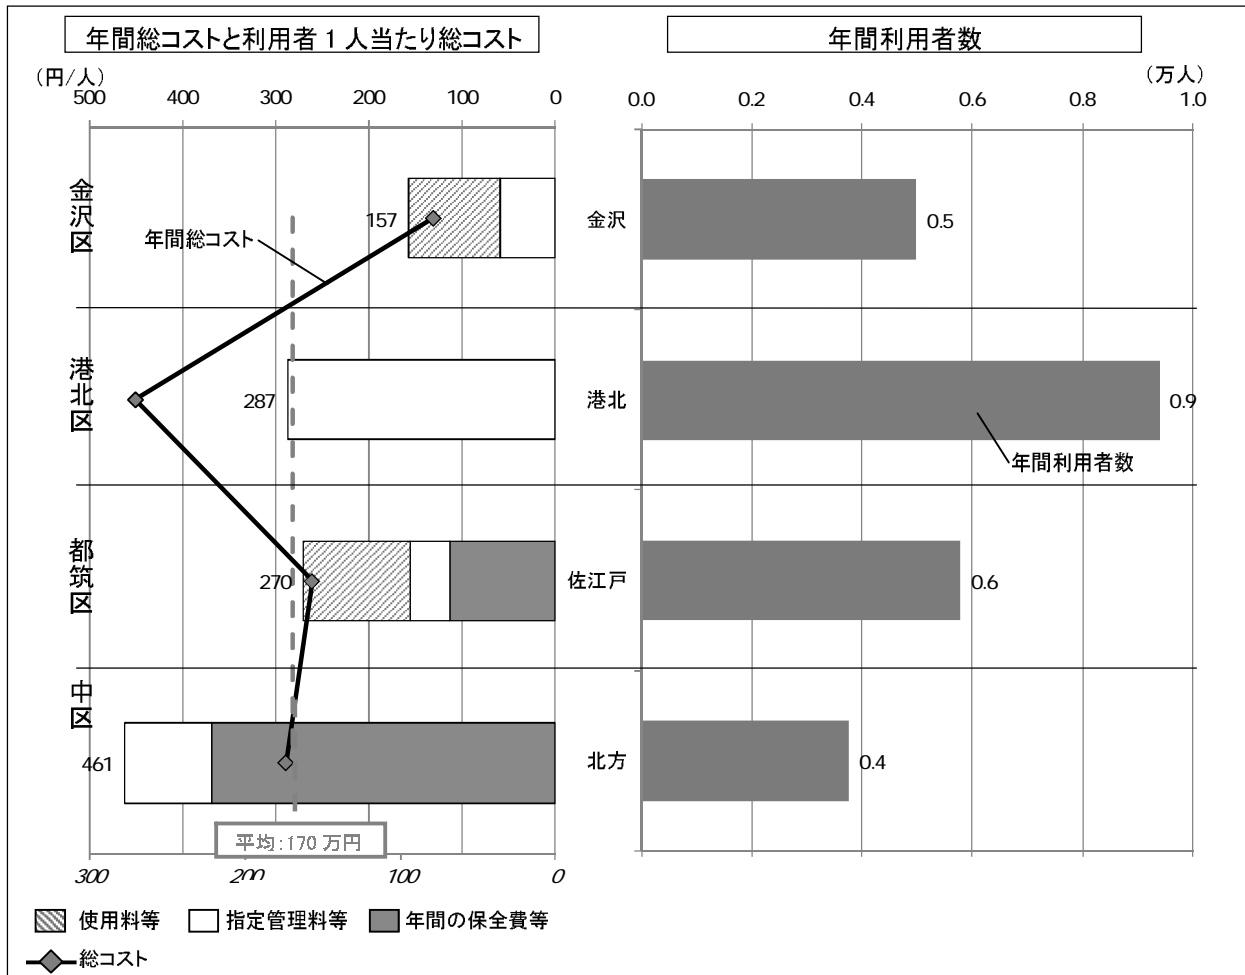 年間総コストと利用者１人当たり総コスト
年間利用者数
（円/人）
（万人）
500 400 300 200 100 0
0.0 0.2 0.4 0.6 0.8 1.0
金沢区
年間総コスト
157
金沢
0.5
港北区
287
港北
0.9
年間利用者数
都筑区
270
佐江戸
0.6
中区
461
北方
0.4
平均：170 万円
300 200 100 0
使用料等 指定管理料等 年間の保全費等
総コスト